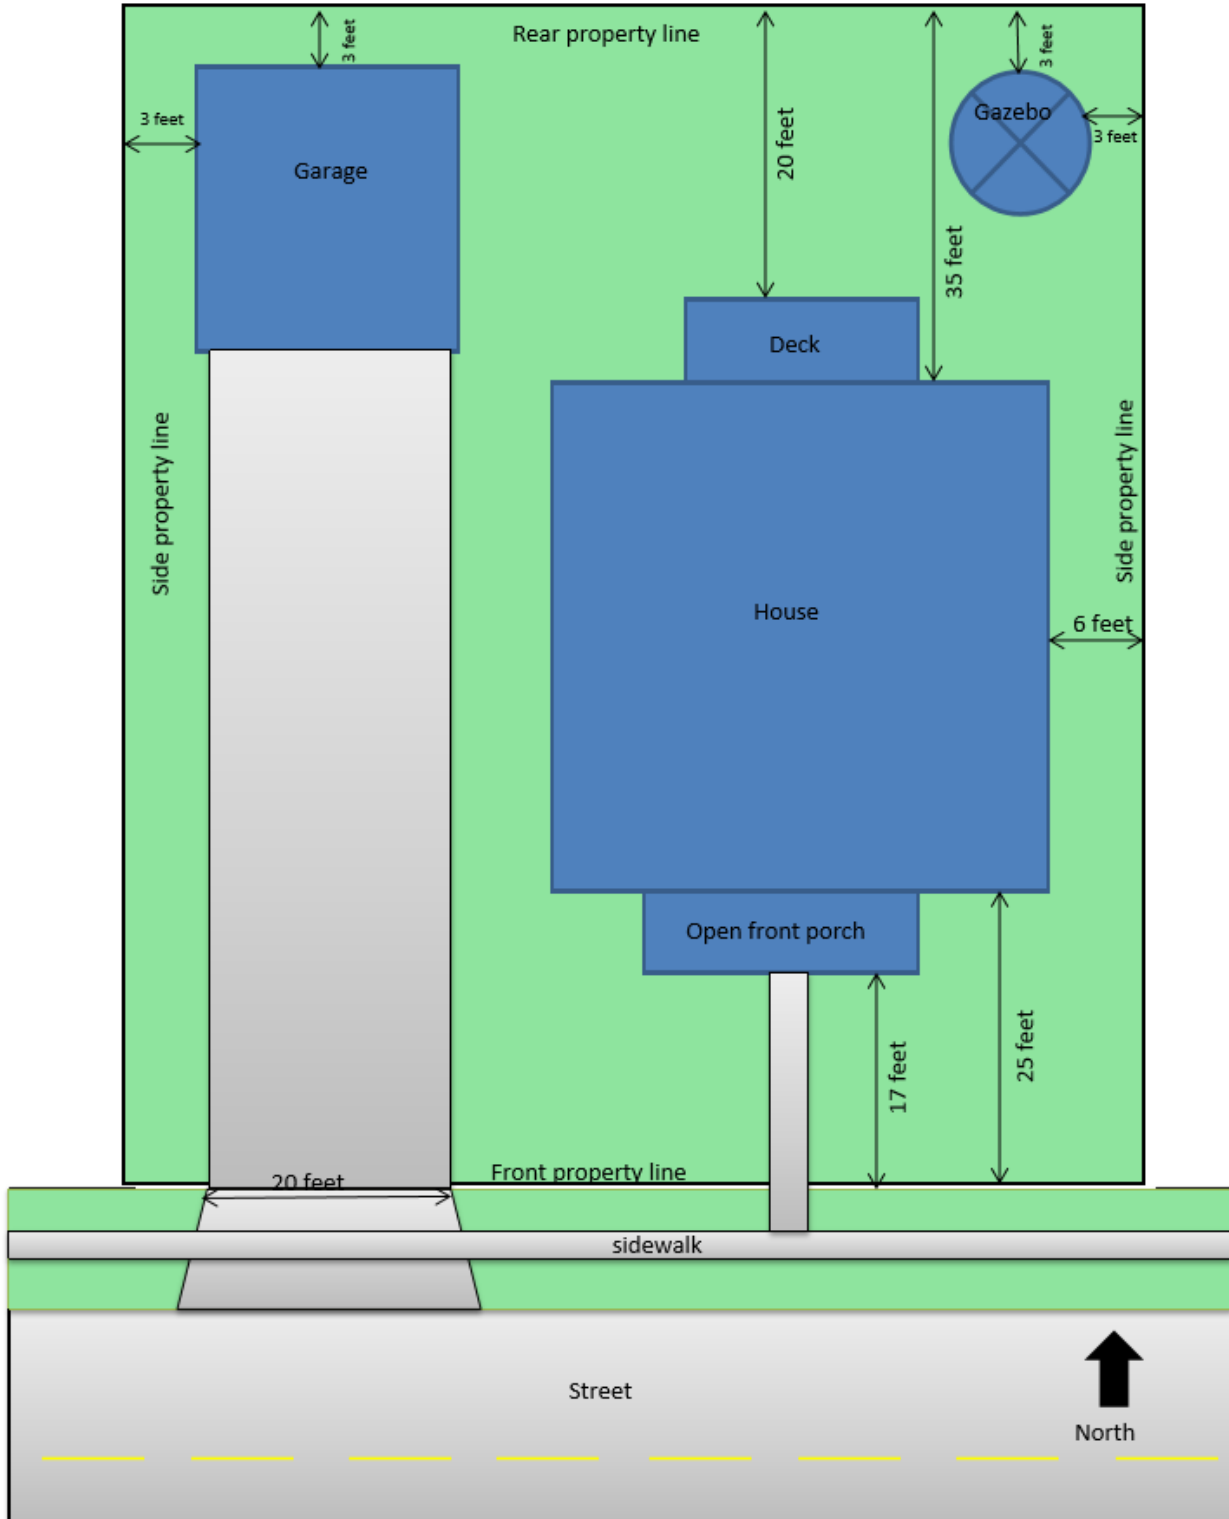 3 feet
Rear property line
3 feet
Gazebo
3 feet
20 feet
3 feet
Garage
35 feet
Deck
Side property line
Side property line
House
6 feet
Open front porch
25 feet
17 feet
Front property line
20 feet
sidewalk
Street
North